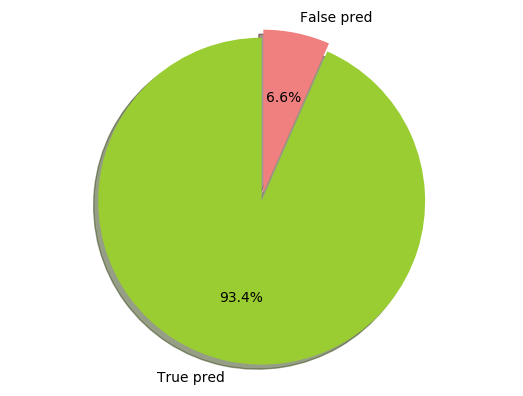 False pred
6.6%
93.4%
True pred